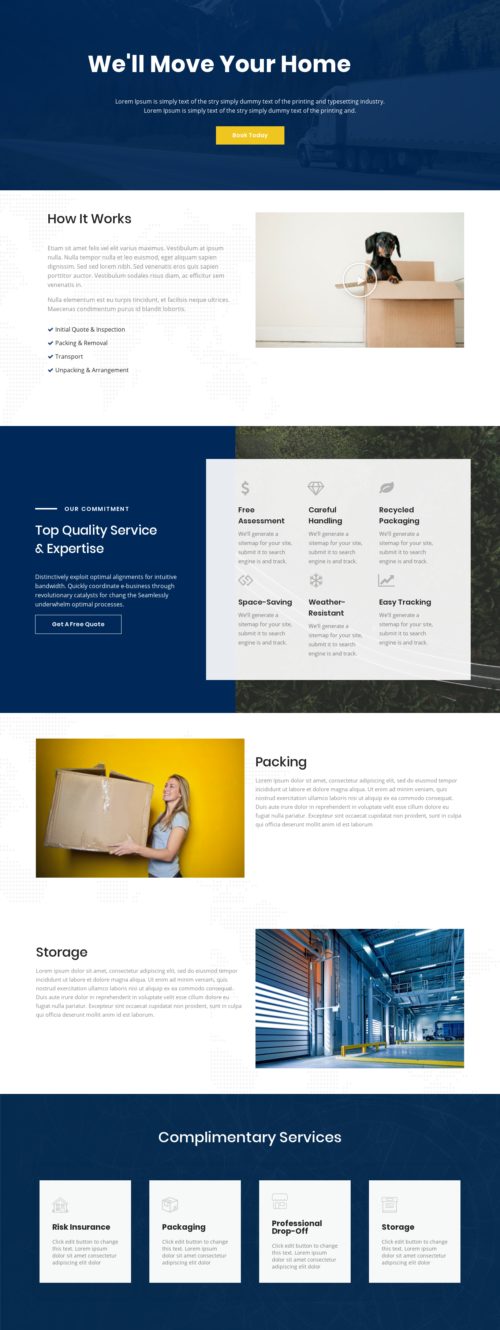 We'll Move Your Home
Lorem Ipsum is simply text of the stry simply dummy text of the printing and typesetting industry.
Lorem Ipsum is simply text of the stry simply dummy text of the printing and.
Book Today
How It Works
Etiam sit amet felis vel elit varius maximus. Vestibulum at ipsum
nulla. Nulla tempor nulla et leo euismod, eget aliquam sapien
dignissim. Sed sed lorem nibh. Sed venenatis eros quis sapien
porttitor auctor. Vestibulum sodales risus diam, ac efficitur sem
venenatis in.
Nulla elementum est eu turpis tincidunt, et facilisis neque ultrices.
Maecenas condimentum purus id blandit lobortis.
Initial Quote & Inspection
Packing & Removal
Transport
Unpacking & Arrangement
OUR COMMITMENT
Top Quality Service
& Expertise
Distinctively exploit optimal alignments for intuitive
bandwidth. Quickly coordinate e-business through
revolutionary catalysts for chang the Seamlessly
underwhelm optimal processes.
Get A Free Quote
Free
Assessment
We'll generate a
sitemap for your site,
submit it to search
engine is and track.
Careful
Handling
We'll generate a
sitemap for your site,
submit it to search
engine is and track.
Recycled
Packaging
We'll generate a
sitemap for your site,
submit it to search
engine is and track.
Space-Saving
We'll generate a
sitemap for your site,
submit it to search
engine is and track.
Weather-
Resistant
We'll generate a
sitemap for your site,
submit it to search
engine is and track.
Easy Tracking
We'll generate a
sitemap for your site,
submit it to search
engine is and track.
Packing
Lorem ipsum dolor sit amet, consectetur adipiscing elit, sed do eiusmod tempor
incididunt ut labore et dolore magna aliqua. Ut enim ad minim veniam, quis
nostrud exercitation ullamco laboris nisi ut aliquip ex ea commodo consequat.
Duis aute irure dolor in reprehenderit in voluptate velit esse cillum dolore eu
fugiat nulla pariatur. Excepteur sint occaecat cupidatat non proident, sunt in culpa
qui officia deserunt mollit anim id est laborum
Storage
Lorem ipsum dolor sit amet, consectetur adipiscing elit, sed do eiusmod tempor
incididunt ut labore et dolore magna aliqua. Ut enim ad minim veniam, quis
nostrud exercitation ullamco laboris nisi ut aliquip ex ea commodo consequat.
Duis aute irure dolor in reprehenderit in voluptate velit esse cillum dolore eu
fugiat nulla pariatur. Excepteur sint occaecat cupidatat non proident, sunt in culpa
qui officia deserunt mollit anim id est laborum.
Complimentary Services
Risk Insurance
Click edit button to change
this text. Lorem ipsum
dolor sit amet consectetur
adipiscing elit dolor
Packaging
Click edit button to change
this text. Lorem ipsum
dolor sit amet consectetur
adipiscing elit dolor
Professional
Drop-Off
Click edit button to change
this text. Lorem ipsum
dolor sit amet consectetur
adipiscing elit dolor
Storage
Click edit button to change
this text. Lorem ipsum
dolor sit amet consectetur
adipiscing elit dolor